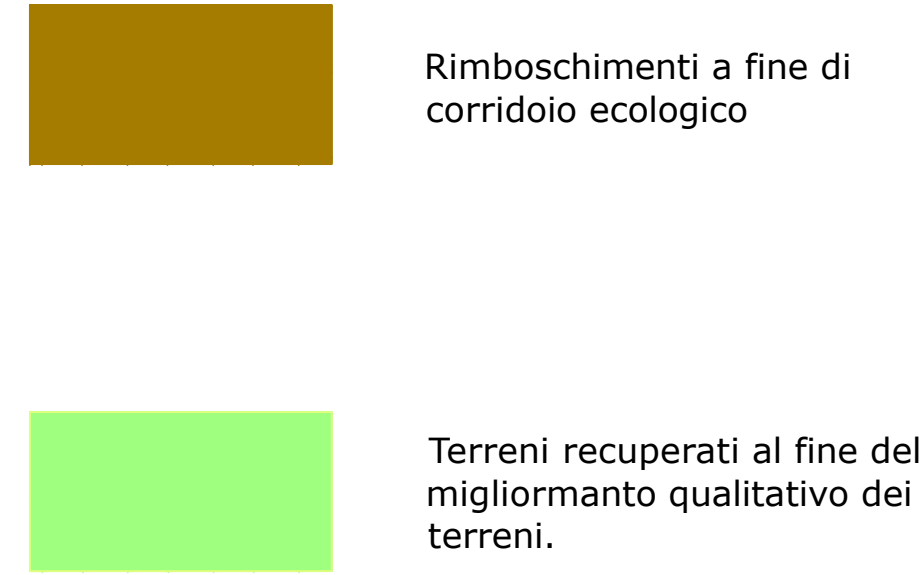 Rimboschimenti a fine di
corridoio ecologico
Terreni recuperati al fine del
migliormanto qualitativo dei
terreni.